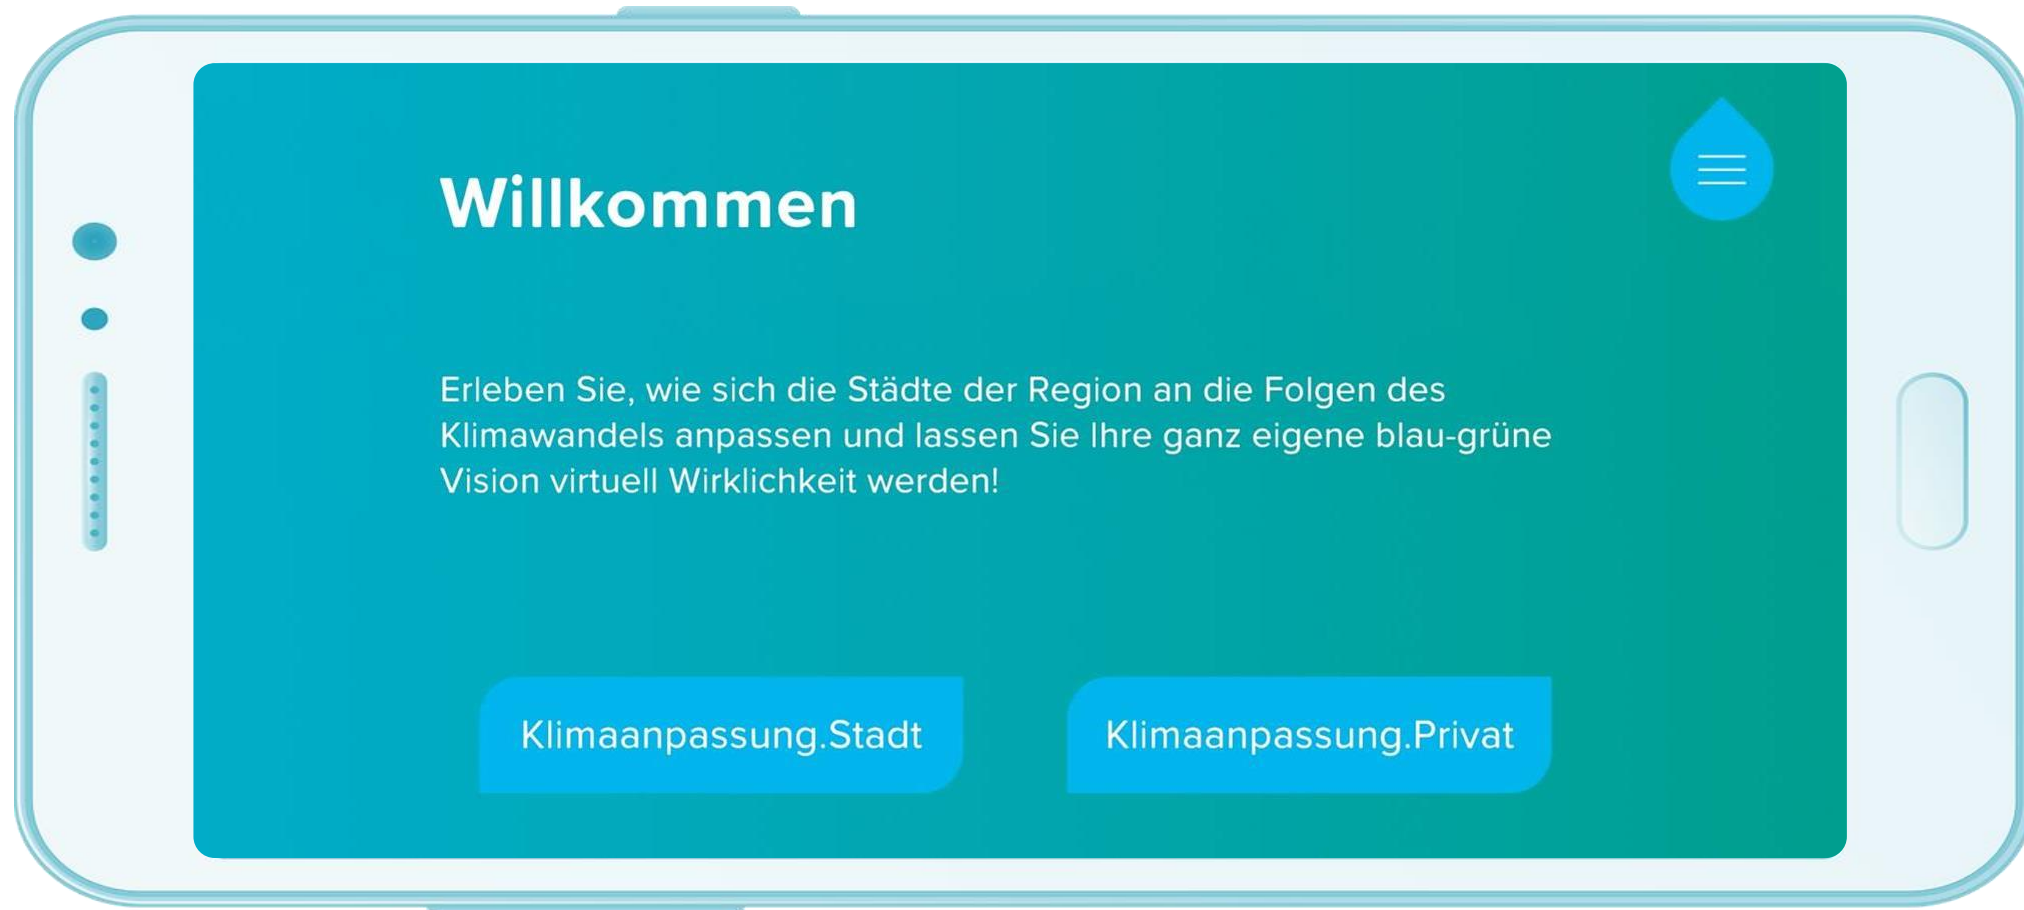 Willkommen
Erleben Sie, wie sich die Städte der Region an die Folgen des
Klimawandels anpassen und lassen Sie Ihre ganz eigene blau-grüne
Vision virtuell Wirklichkeit werden!
Klimaanpassung.Stadt
Klimaanpassung.Privat